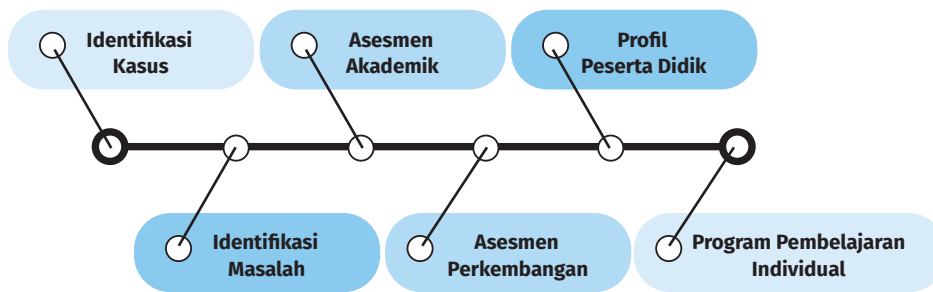 Identifikasi
Kasus
Asesmen
Akademik
Profil
Peserta Didik
Identifikasi
Masalah
Asesmen
Perkembangan
Program Pembelajaran
Individual